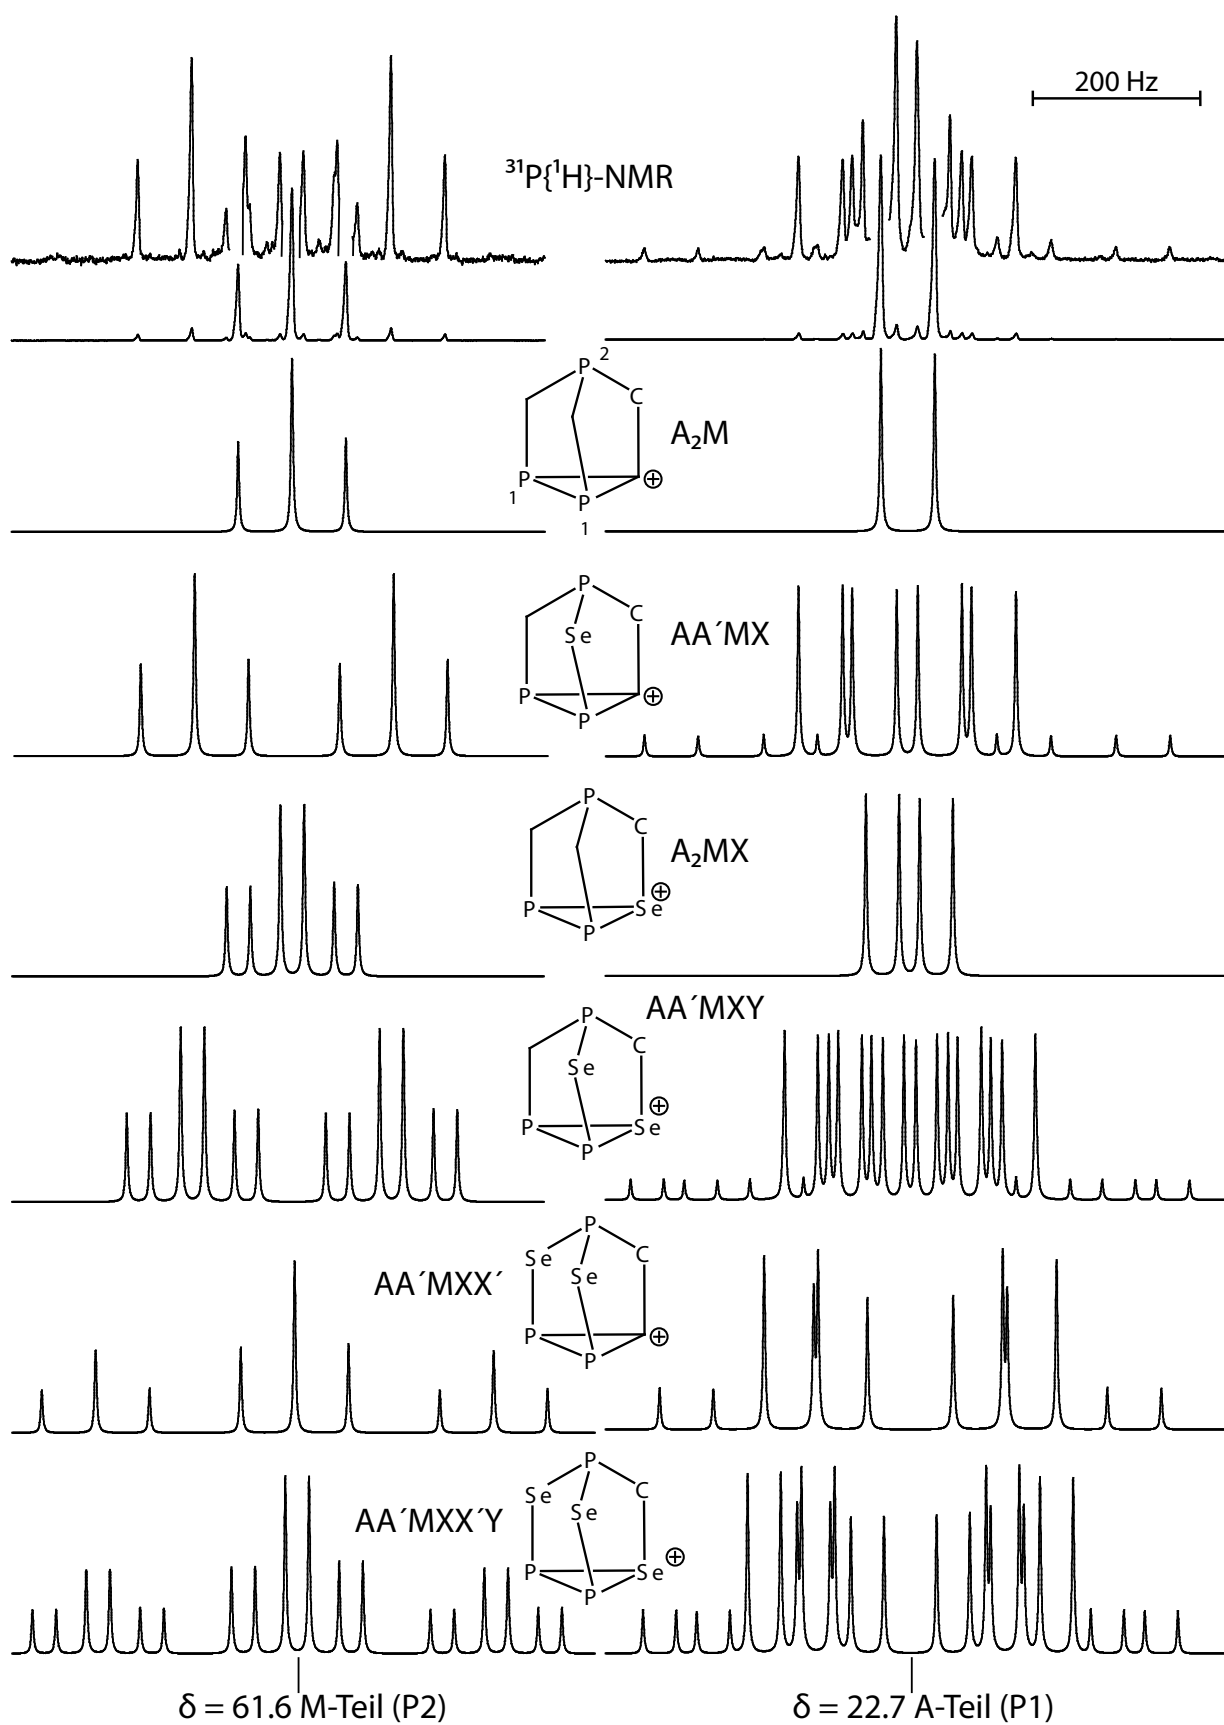 200 Hz
³¹P{¹H}-NMR
P 2
C
A₂M
P ⊕
1 P
1
P
C
Se AA´MX
P ⊕
P
P
C
A₂MX
⊕
P Se
P
AA´MXY
P
C
Se
⊕
P Se
P
P
Se C
Se
AA´MXX´
P ⊕
P
P
Se C
Se
AA´MXX´Y
⊕
P Se
P
δ = 61.6 M-Teil (P2) δ = 22.7 A-Teil (P1)